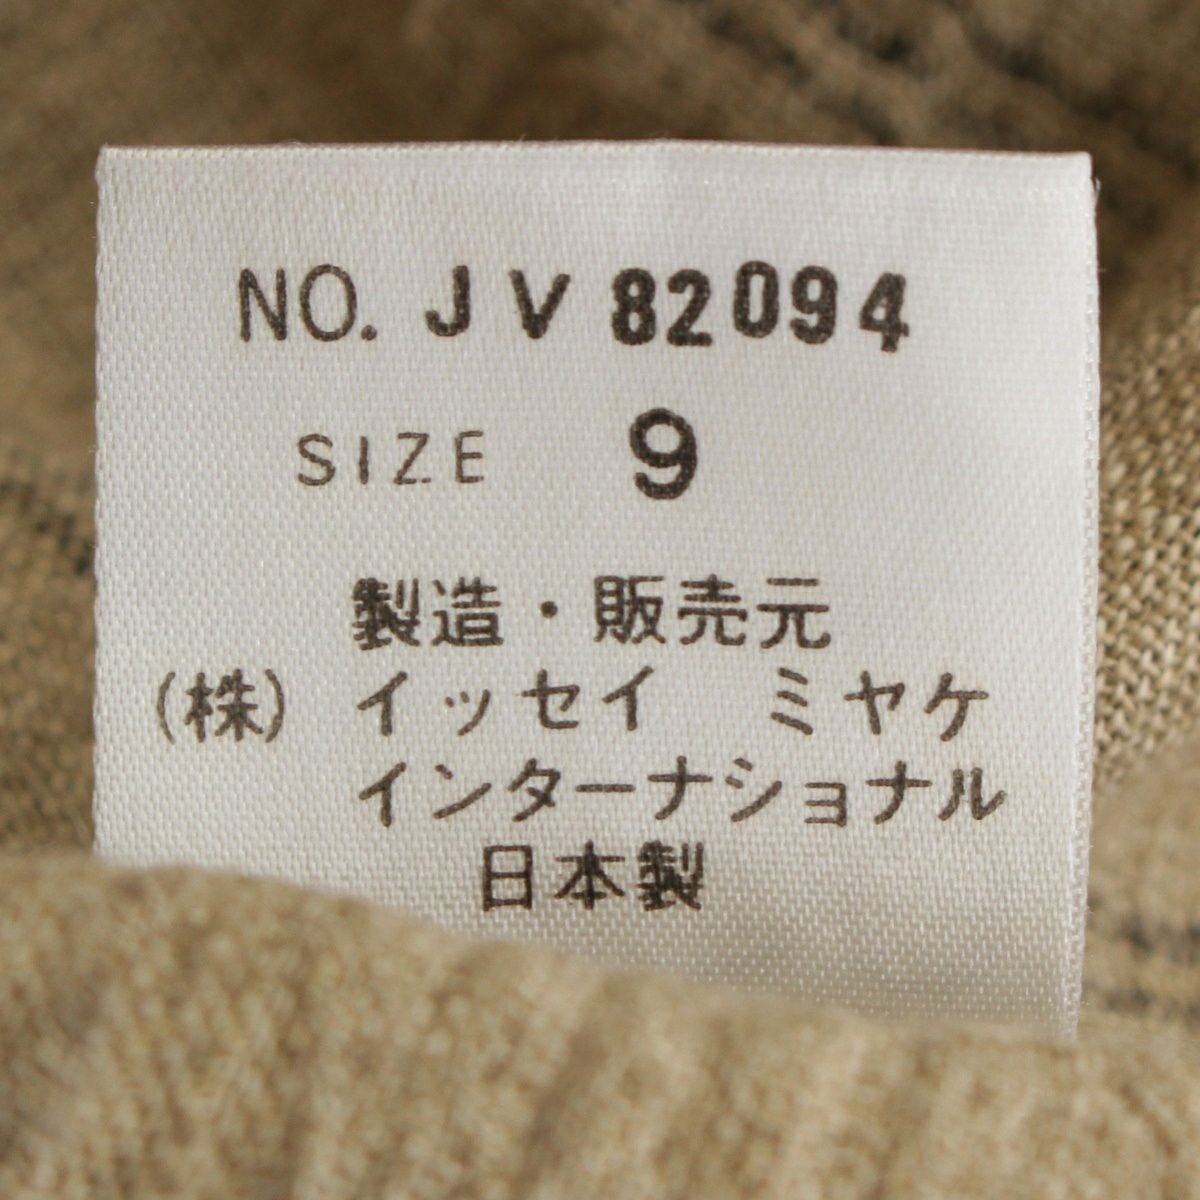 NO. JV 82094
SIZE 9
製造・販売元
(株) イッセイ ミヤケ
インターナショナル
日本製